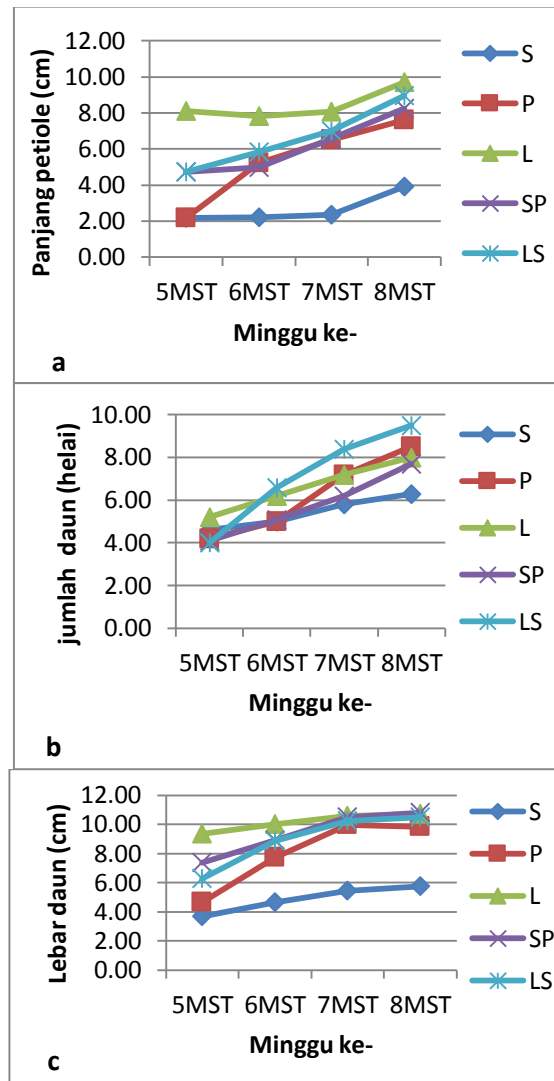 12.00
10.00
8.00
6.00
4.00
2.00
0.00
Panjang petiole (cm)
5MST 6MST 7MST 8MST
Minggu ke-
S
P
L
SP
LS
a
10.00
8.00
6.00
4.00
2.00
0.00
jumlah daun (helai)
5MST 6MST 7MST 8MST
Minggu ke-
S
P
L
SP
LS
b
12.00
10.00
8.00
6.00
4.00
2.00
0.00
Lebar daun (cm)
5MST 6MST 7MST 8MST
Minggu ke-
S
P
L
SP
LS
c